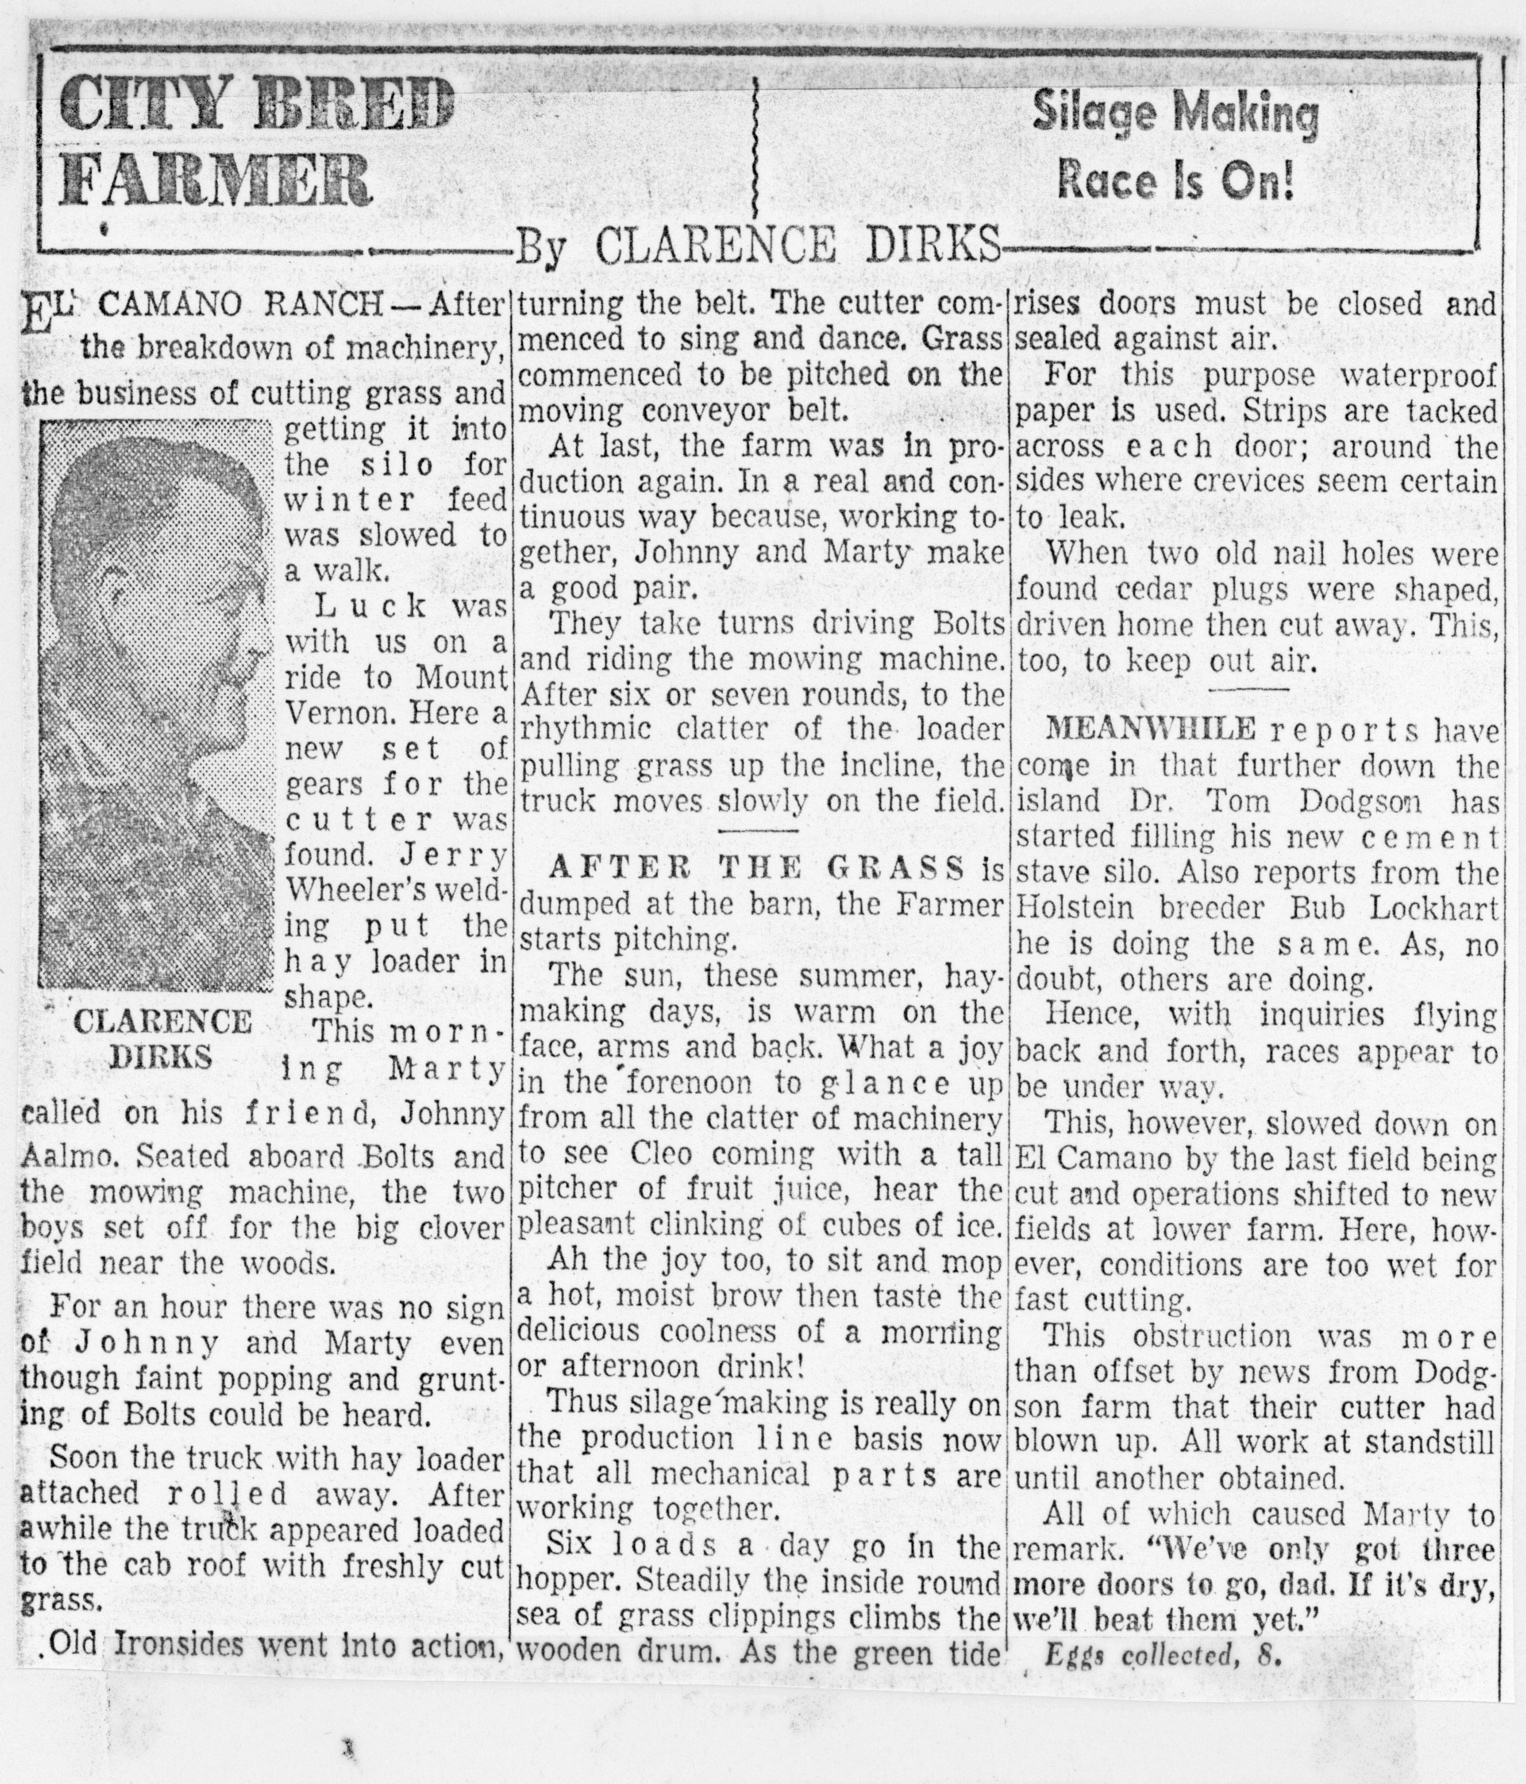 CITY BRED
FARMER
Silage Making
Race Is On!
By CLARENCE DIRKS
EL CAMANO RANCH — After
the breakdown of machinery,
the business of cutting grass and
getting it into
the silo for
winter feed
was slowed to
a walk.
Luck was
with us on a
ride to Mount
Vernon. Here a
new set of
gears for the
cutter was
found. Jerry
Wheeler's weld-
ing put the
hay loader in
shape.
CLARENCE
DIRKS
This morn-
ing Marty
called on his friend, Johnny
Aalmo. Seated aboard Bolts and
the mowing machine, the two
boys set off for the big clover
field near the woods.
For an hour there was no sign
of Johnny and Marty even
though faint popping and grunt-
ing of Bolts could be heard.
Soon the truck with hay loader
attached rolled away. After
awhile the truck appeared loaded
to the cab roof with freshly cut
grass.
Old Ironsides went into action,
turning the belt. The cutter com-
menced to sing and dance. Grass
commenced to be pitched on the
moving conveyor belt.
At last, the farm was in pro-
duction again. In a real and con-
tinuous way because, working to-
gether, Johnny and Marty make
a good pair.
They take turns driving Bolts
and riding the mowing machine.
After six or seven rounds, to the
rhythmic clatter of the loader
pulling grass up the incline, the
truck moves slowly on the field.
AFTER THE GRASS is
dumped at the barn, the Farmer
starts pitching.
The sun, these summer, hay-
making days, is warm on the
face, arms and back. What a joy
in the forenoon to glance up
from all the clatter of machinery
to see Cleo coming with a tall
pitcher of fruit juice, hear the
pleasant clinking of cubes of ice.
Ah the joy too, to sit and mop
a hot, moist brow then taste the
delicious coolness of a morning
or afternoon drink!
Thus silage making is really on
the production line basis now
that all mechanical parts are
working together.
Six loads a day go in the
hopper. Steadily the inside round
sea of grass clippings climbs the
wooden drum. As the green tide
rises doors must be closed and
sealed against air.
For this purpose waterproof
paper is used. Strips are tacked
across each door; around the
sides where crevices seem certain
to leak.
When two old nail holes were
found cedar plugs were shaped,
driven home then cut away. This,
too, to keep out air.
MEANWHILE reports have
come in that further down the
island Dr. Tom Dodgson has
started filling his new cement
stave silo. Also reports from the
Holstein breeder Bub Lockhart
he is doing the same. As, no
doubt, others are doing.
Hence, with inquiries flying
back and forth, races appear to
be under way.
This, however, slowed down on
El Camano by the last field being
cut and operations shifted to new
fields at lower farm. Here, how-
ever, conditions are too wet for
fast cutting.
This obstruction was more
than offset by news from Dodg-
son farm that their cutter had
blown up. All work at standstill
until another obtained.
All of which caused Marty to
remark. "We've only got three
more doors to go, dad. If it's dry,
we'll beat them yet."
Eggs collected, 8.